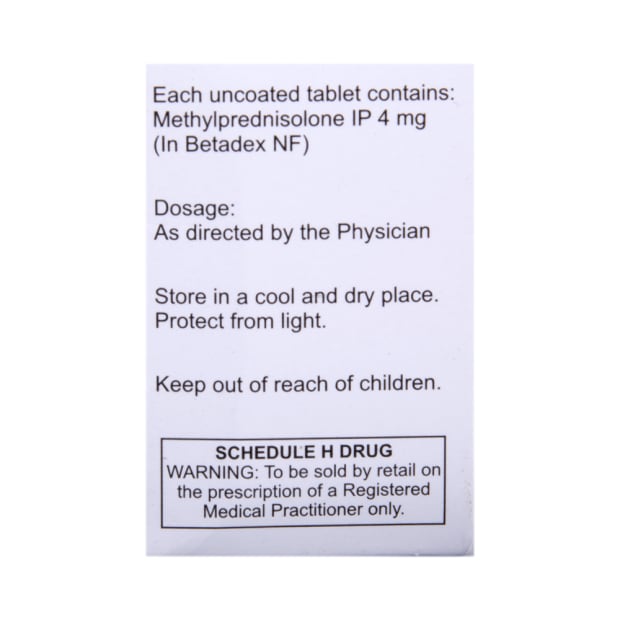 Each uncoated tablet contains:
Methylprednisolone IP 4 mg
(In Betadex NF)
Dosage:
As directed by the Physician
Store in a cool and dry place.
Protect from light.
Keep out of reach of children.
SCHEDULE H DRUG
WARNING: To be sold by retail on
the prescription of a Registered
Medical Practitioner only.